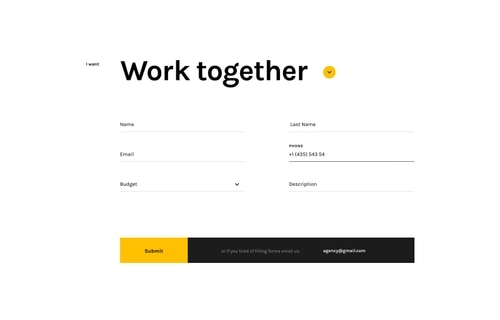 I want
Work together
Name
Last Name
Email
PHONE
+1 (435) 543 54
Budget
Description
Submit
or if you tired of filling forms email us.
agency@gmail.com